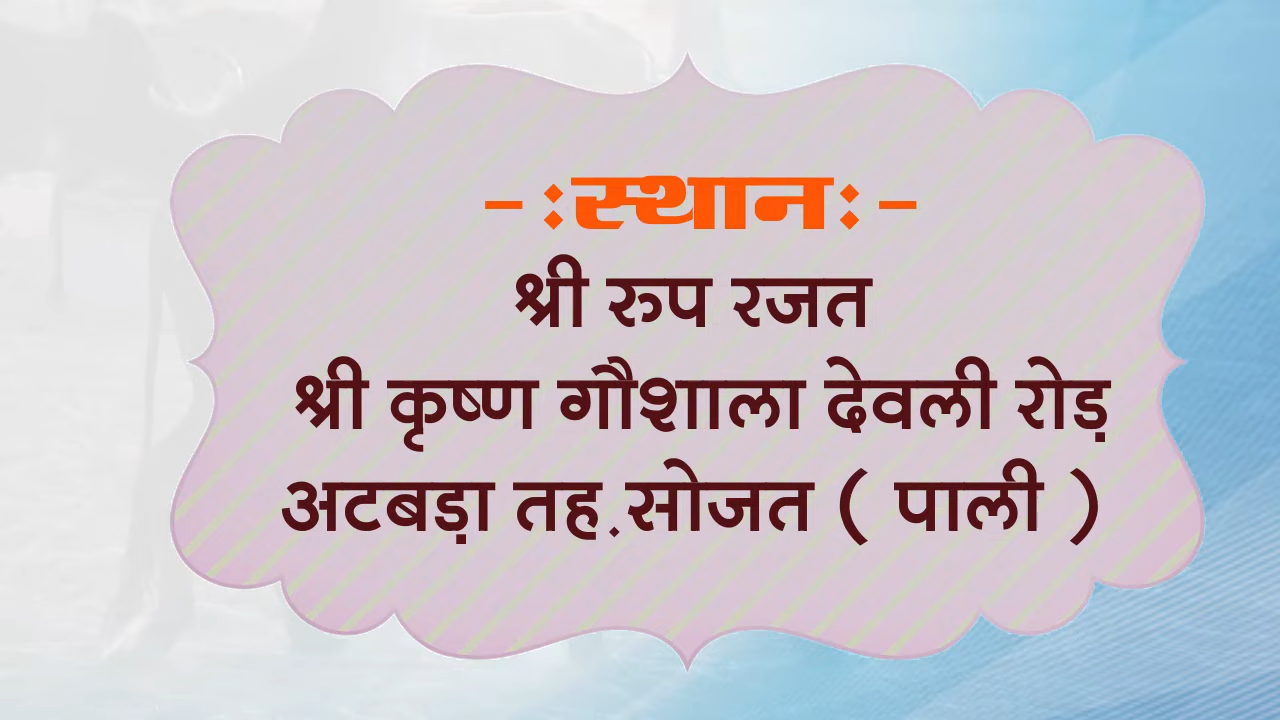 -:स्थान:-
श्री रुप रजत
श्री कृष्ण गौशाला देवली रोड़
अटबड़ा तह.सोजत ( पाली )